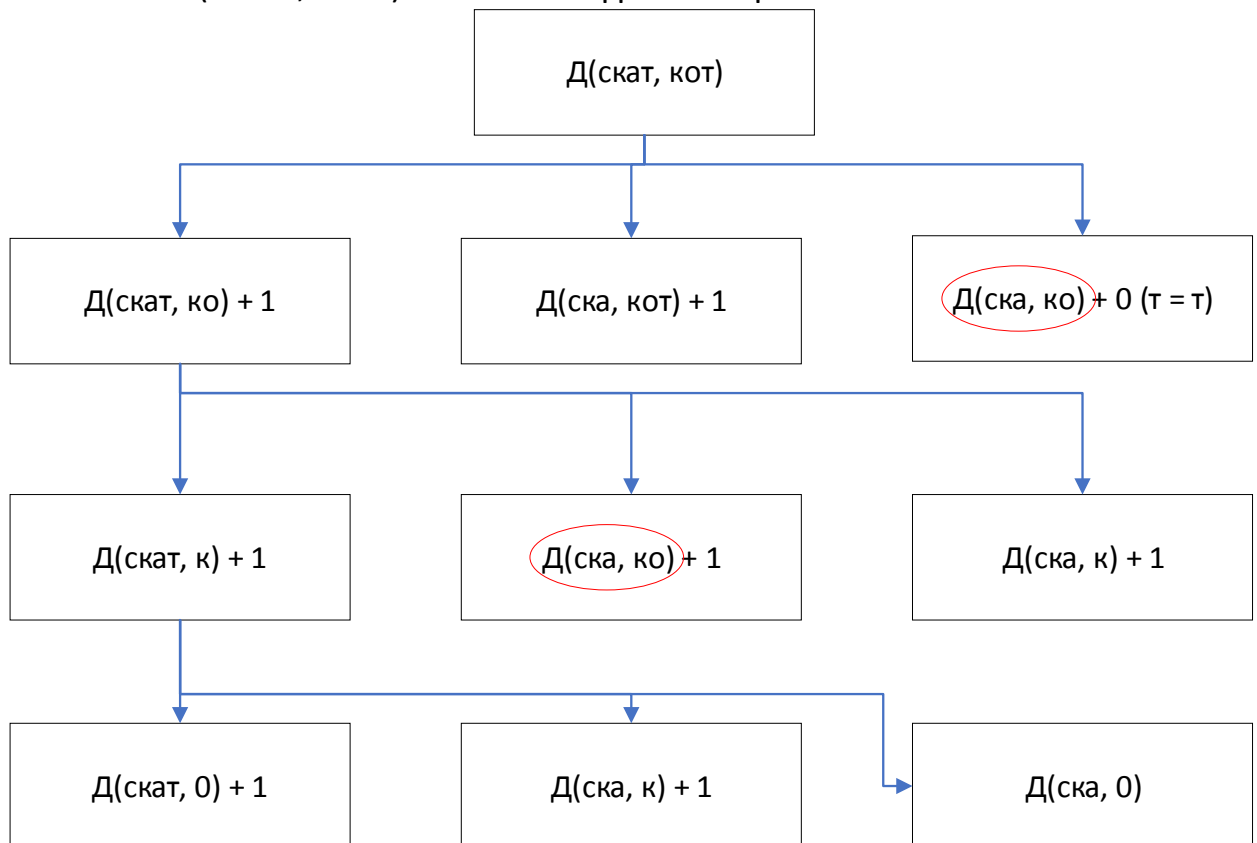 Д(скат, кот)
Д(скат, ко) + 1
Д(ска, кот) + 1
Д(ска, ко) + 0 (т = т)
Д(скат, к) + 1
Д(ска, ко) + 1
Д(ска, к) + 1
Д(скат, 0) + 1
Д(ска, к) + 1
Д(ска, 0)